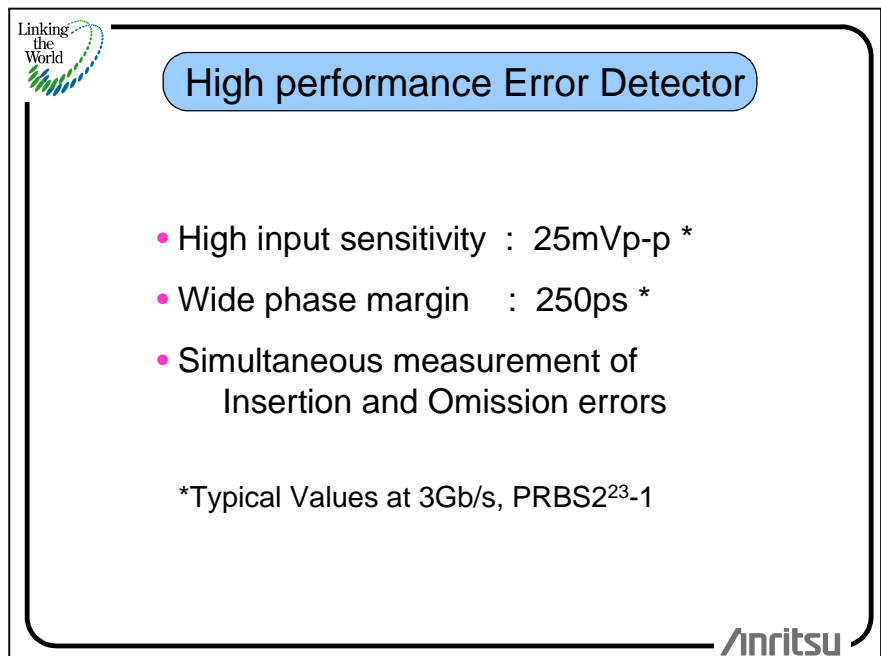 Linking
the
World
High performance Error Detector
• High input sensitivity : 25mVp-p *
• Wide phase margin : 250ps *
• Simultaneous measurement of
Insertion and Omission errors
*Typical Values at 3Gb/s, PRBS2²³-1
Anritsu